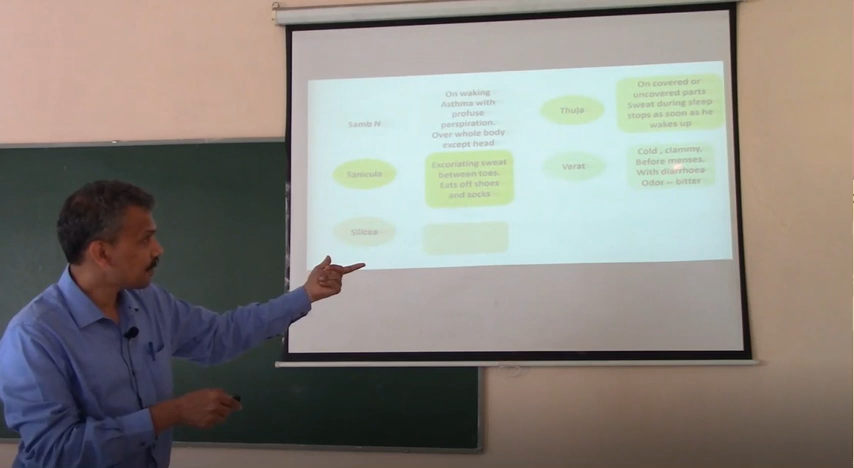 Samb N
On waking
Asthma with
profuse
perspiration.
Over whole body
except head
Sanicula
Excoriating sweat
between toes.
Eats off shoes
and socks
Silicea
Thuja
On covered or
uncovered parts
Sweat during sleep
stops as soon as he
wakes up
Verat
Cold , clammy,
Before menses.
With diarrhoea
Odor – bitter